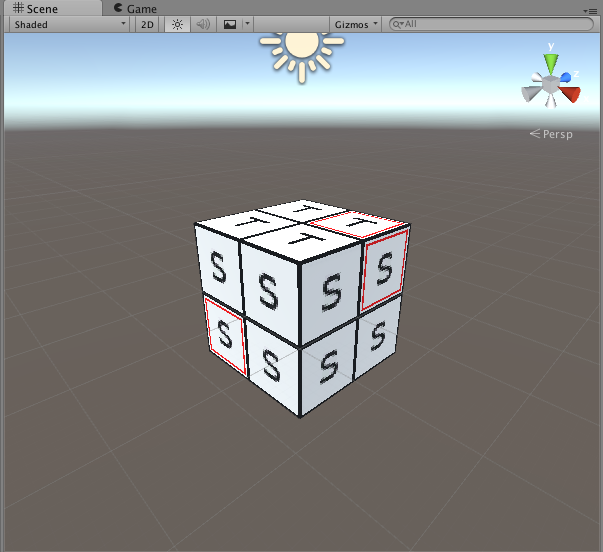 Scene Game
Shaded 2D Gizmos All
y
z
Persp
T
T T
T
S S S S
S S S S